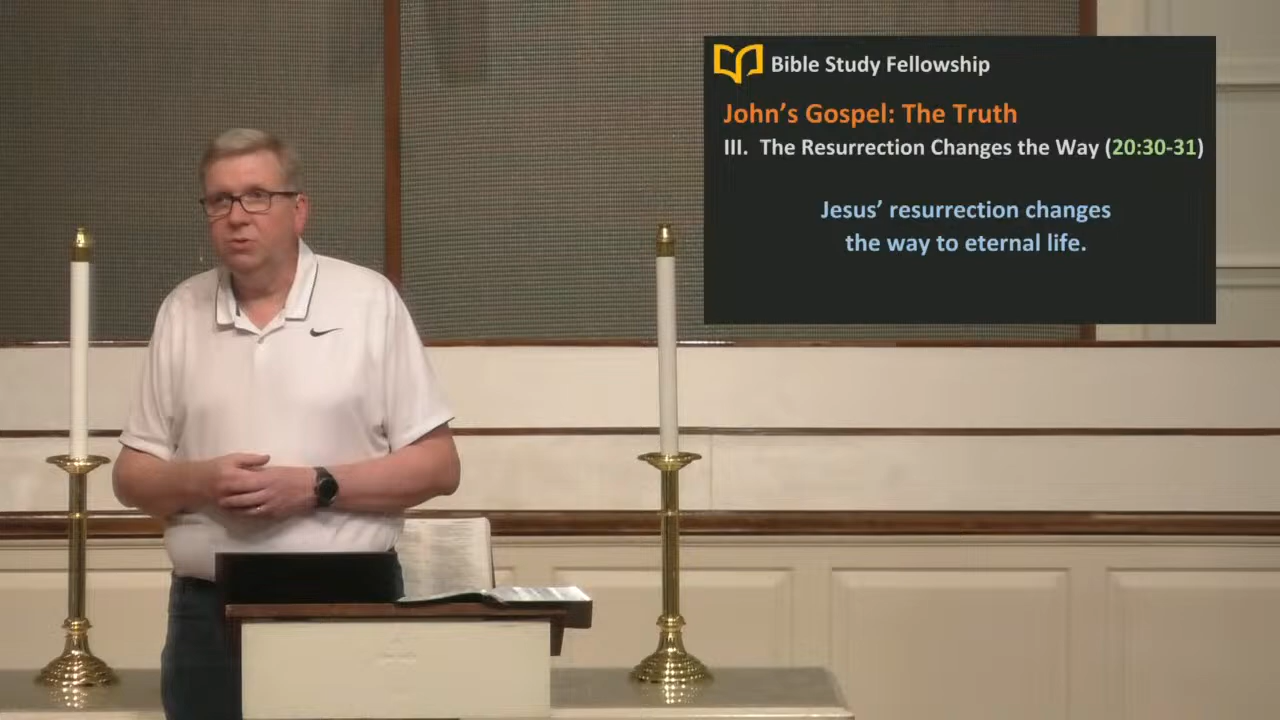 Bible Study Fellowship
John’s Gospel: The Truth
III. The Resurrection Changes the Way (20:30-31)
Jesus’ resurrection changes
the way to eternal life.